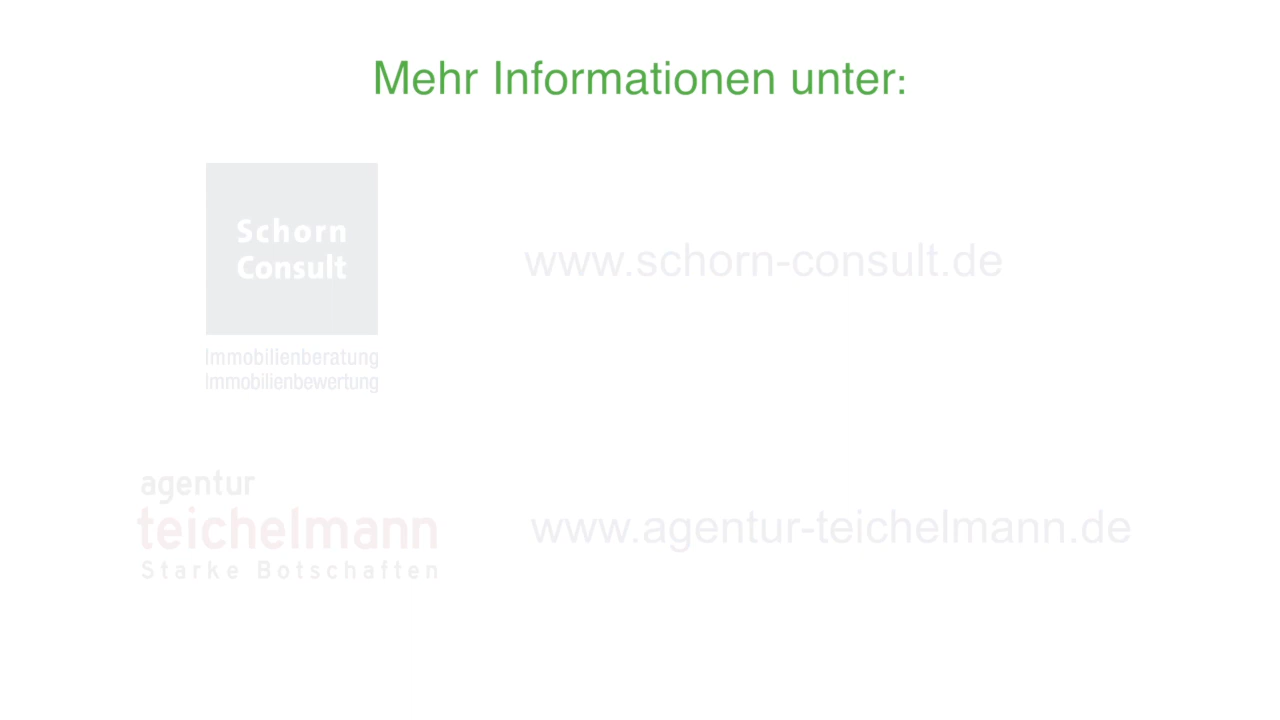 Mehr Informationen unter:
Schorn
Consult
www.schorn-consult.de
Immobilienberatung
Immobilienbewertung
agentur
teichelmann
Starke Botschaften
www.agentur-teichelmann.de